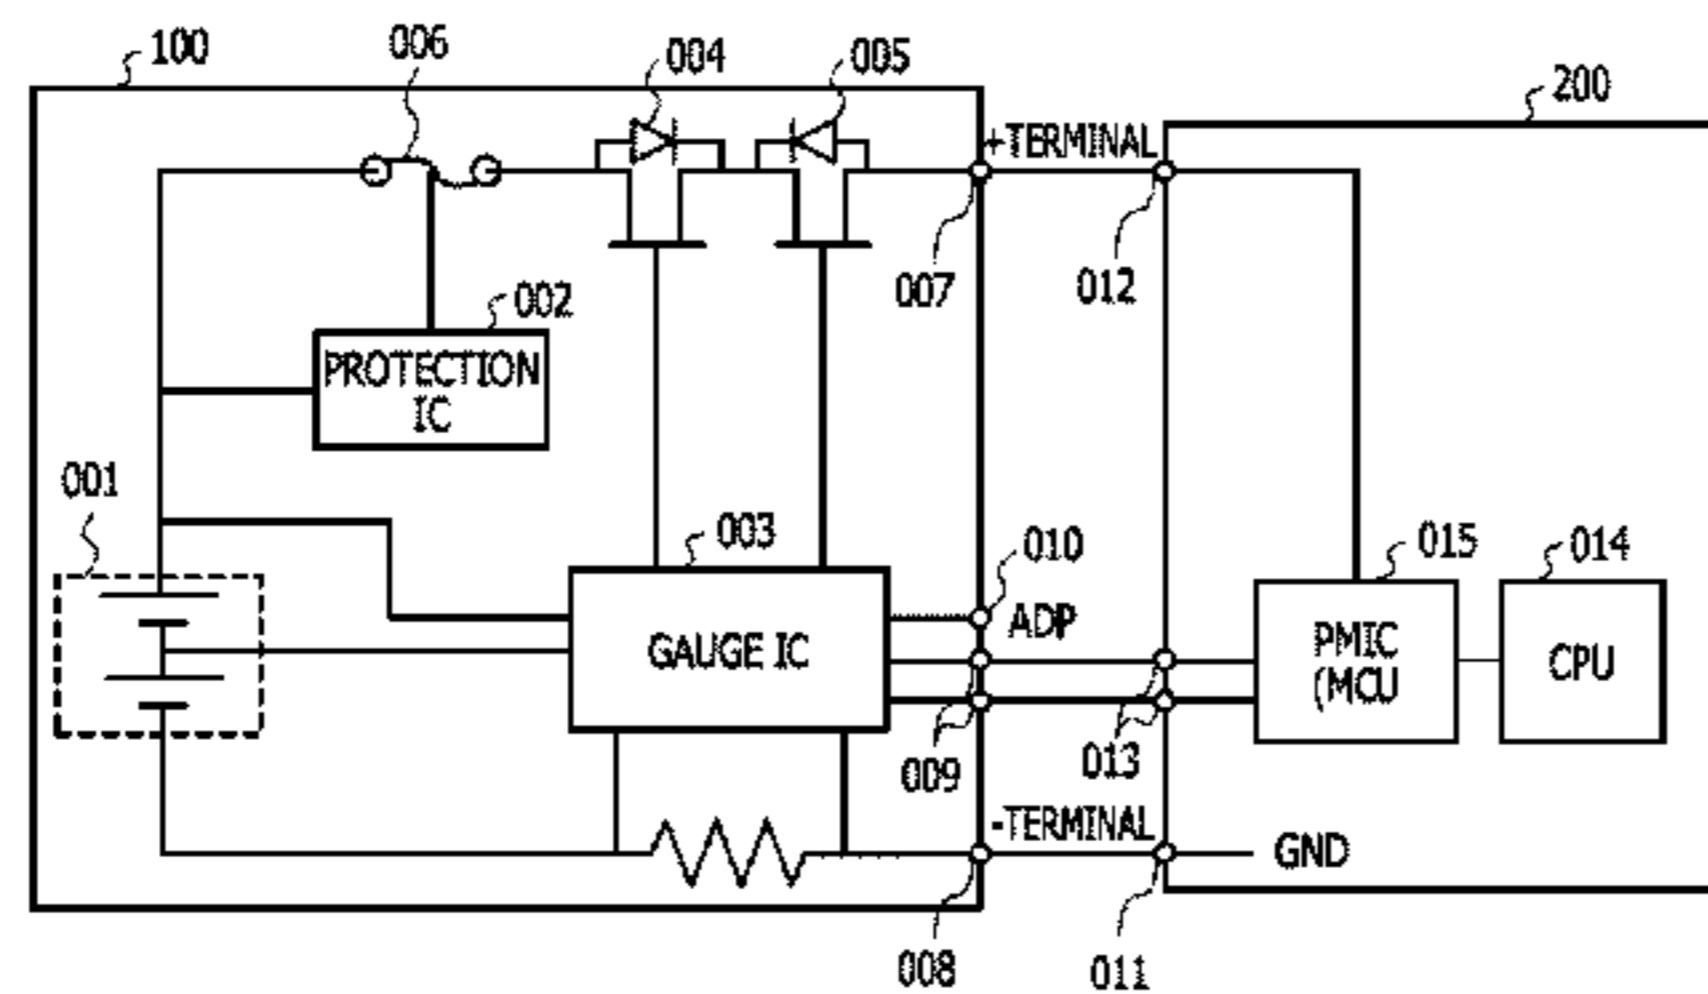 100
006
004
005
200
+TERMINAL
007
012
002
PROTECTION
IC
001
003
010
015
014
ADP
GAUGE IC
PMIC
(MCU
CPU
009
013
-TERMINAL
GND
008
011